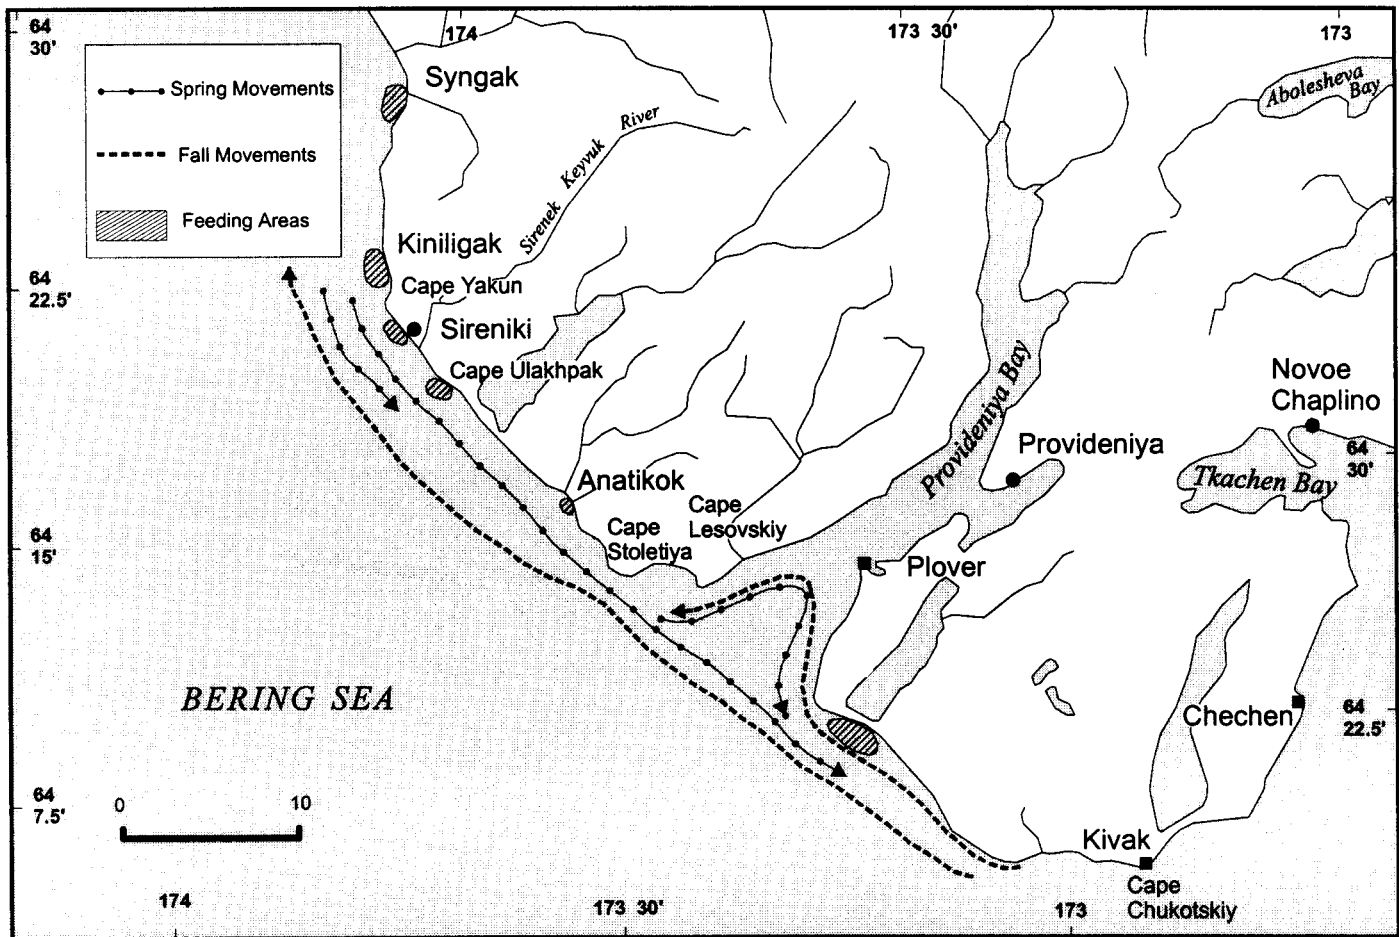 64
30'
174
173 30'
173
Spring Movements
Fall Movements
Feeding Areas
Syngak
Sirenek Keyvuk River
Abolesheva
Bay
Kiniligak
Cape Yakun
64
22.5'
Sireniki
Cape Ulakhpak
Provideniya Bay
Novoe
Chaplino
Provideniya
64
30'
Tkachen Bay
Anatikok
Cape
Lesovskiy
Cape
Stoletiya
64
15'
Plover
BERING SEA
Chechen
64
22.5'
64
7.5'
0
10
Kivak
Cape
Chukotskiy
174
173 30'
173